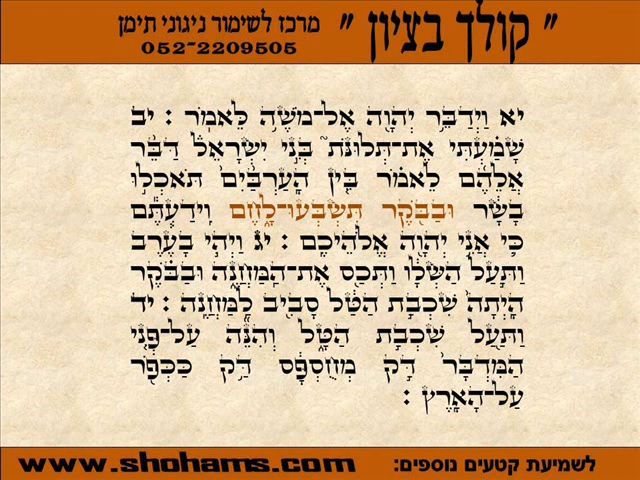 " קולך בציון "
מרכז לשימור ניגוני תימן
052-2209505
יא וַיְדַבֵּ֥ר יְהוָ֖ה אֶל־מֹשֶׁ֥ה לֵּאמֹֽר : יב
שָׁמַ֗עְתִּי אֶת־תְּלוּנֹּת֮ בְּנֵ֣י יִשְׂרָאֵל֒ דַּבֵּ֨ר
אֲלֵהֶ֜ם לֵאמֹ֗ר בֵּ֤ין הָֽעַרְבַּ֙יִם֙ תֹּאכְל֣וּ
בָשָׂ֔ר וּבַבֹּ֖קֶר תִּשְׂבְּעוּ־לָ֑חֶם וִֽידַעְתֶּ֕ם
כִּ֛י אֲנִ֥י יְהוָ֖ה אֱלֹהֵיכֶֽם : יג וַיְהִ֣י בָעֶ֔רֶב
וַתַּ֣עַל הַשְּׂלָ֔ו וַתְּכַ֖ס אֶת־הַֽמַּחֲנֶ֑ה וּבַבֹּ֗קֶר
הָֽיְתָה֙ שִׁכְבַ֣ת הַטַּ֔ל סָבִ֖יב לַֽמַּחֲנֶֽה : יד
וַתַּ֖עַל שִׁכְבַ֣ת הַטָּ֑ל וְהִנֵּ֞ה עַל־פְּנֵ֤י
הַמִּדְבָּר֙ דַּ֣ק מְחֻסְפָּ֔ס דַּ֥ק כַּכְּפֹ֖ר
עַל־הָאָֽרֶץ :
לשמיעת קטעים נוספים: www.shohams.com